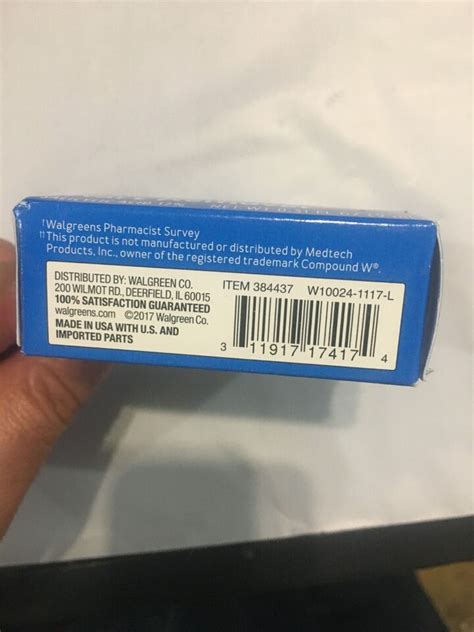 †Walgreens Pharmacist Survey
††This product is not manufactured or distributed by Medtech
Products, Inc., owner of the registered trademark Compound W®.
DISTRIBUTED BY: WALGREEN CO.
200 WILMOT RD., DEERFIELD, IL 60015
100% SATISFACTION GUARANTEED
walgreens.com ©2017 Walgreen Co.
MADE IN USA WITH U.S. AND
IMPORTED PARTS
ITEM 384437 W10024-1117-L
3 11917 17417 4